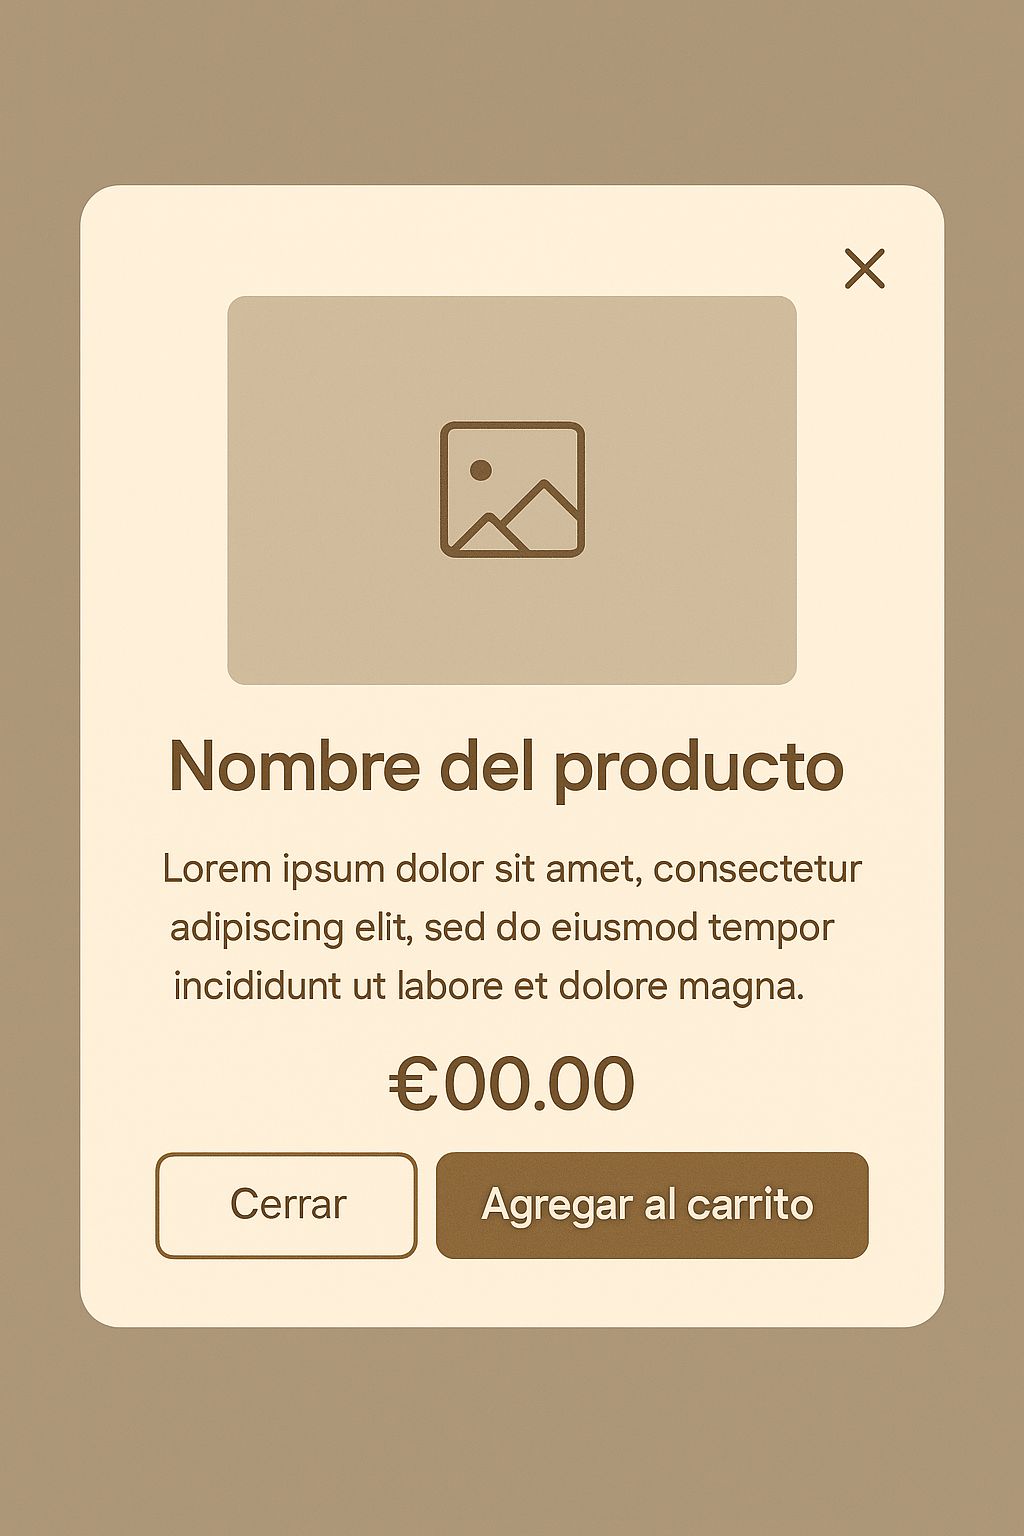 Nombre del producto
Lorem ipsum dolor sit amet, consectetur
adipiscing elit, sed do eiusmod tempor
incididunt ut labore et dolore magna.
€00.00
Cerrar
Agregar al carrito